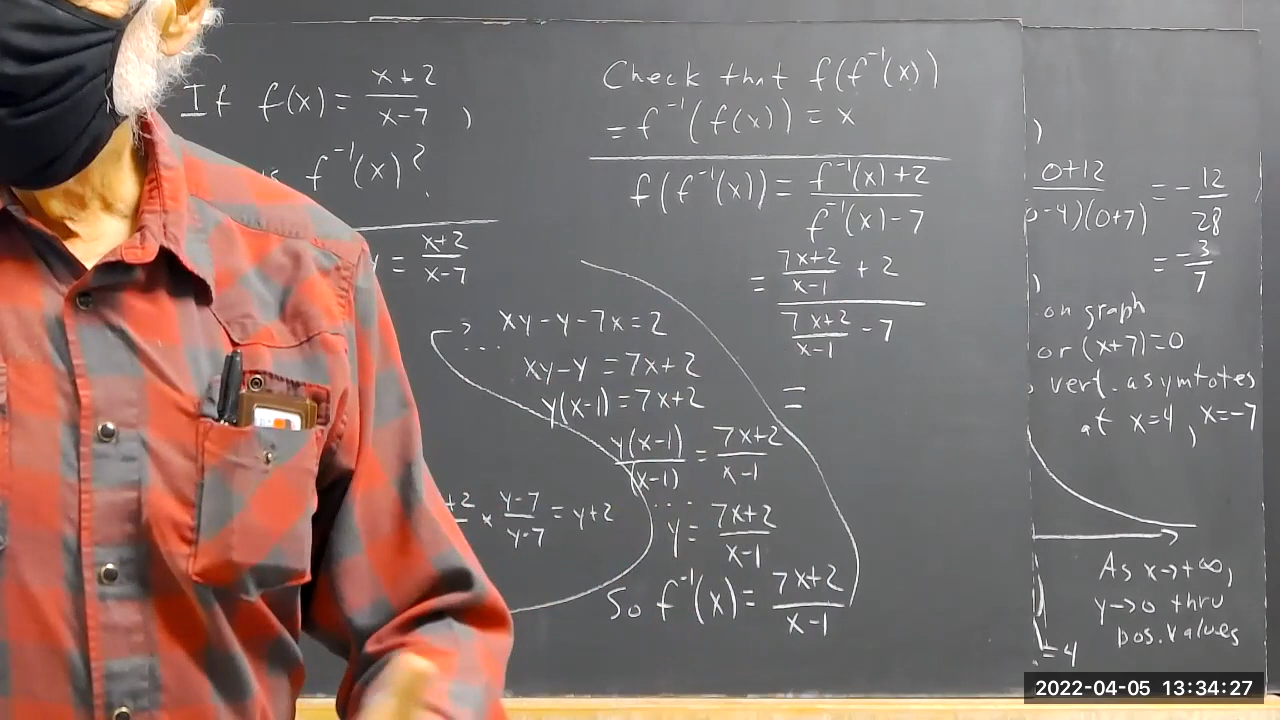 If f(x) = x+2 / x-7 ,
f⁻¹(x)?
y = x+2 / x-7
xy-y-7x=2
xy-y = 7x+2
y(x-1) = 7x+2
y(x-1) / (x-1) = 7x+2 / x-1
y = 7x+2 / x-1
So f⁻¹(x) = 7x+2 / x-1
+2 × y-7 / y-7 = y+2
Check that f(f⁻¹(x))
= f⁻¹(f(x)) = x
f(f⁻¹(x)) = f⁻¹(x)+2 / f⁻¹(x)-7
= 7x+2 / x-1 + 2 / 7x+2 / x-1 - 7
=
0+12 / -4)(0+7) = -12 / 28
= -3 / 7
on graph
or (x+7)=0
vert. asymtotes
at x=4, x=-7
As x→+∞,
y→0 thru
pos. values
=4
2022-04-05 13:34:27